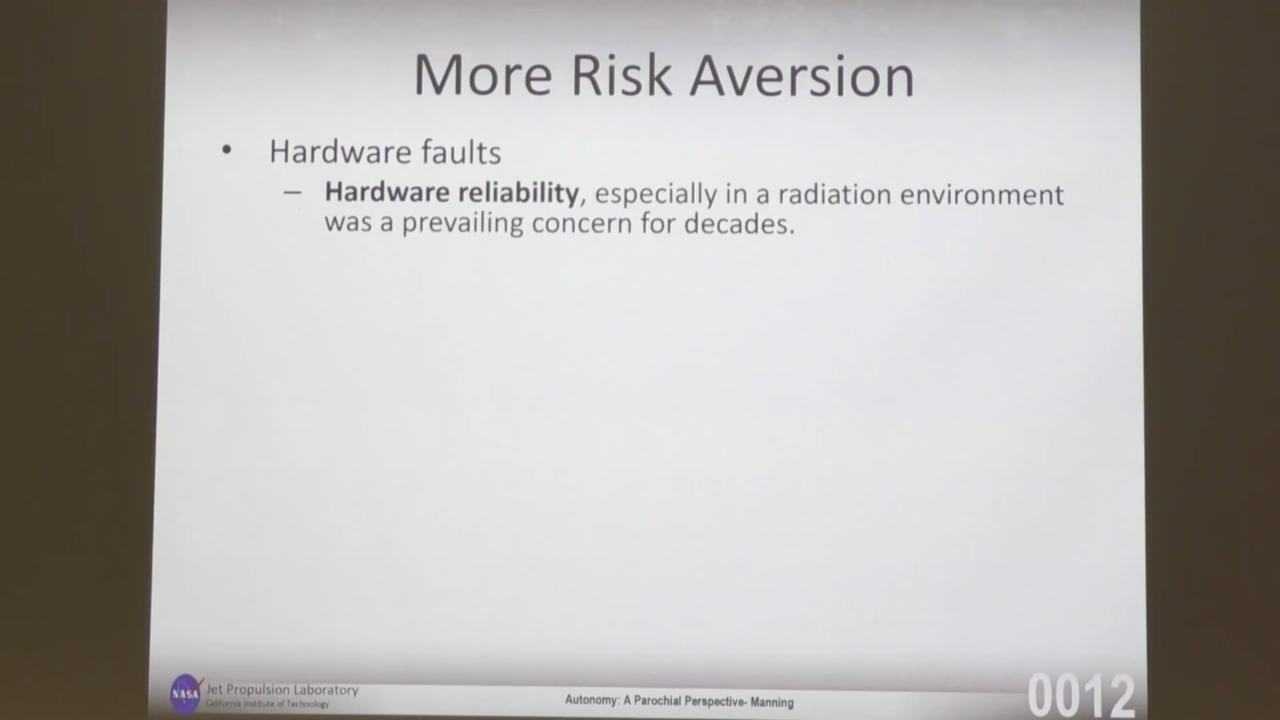 More Risk Aversion
• Hardware faults
– Hardware reliability, especially in a radiation environment
was a prevailing concern for decades.
NASA
Jet Propulsion Laboratory
California Institute of Technology
Autonomy: A Parochial Perspective- Manning
0012